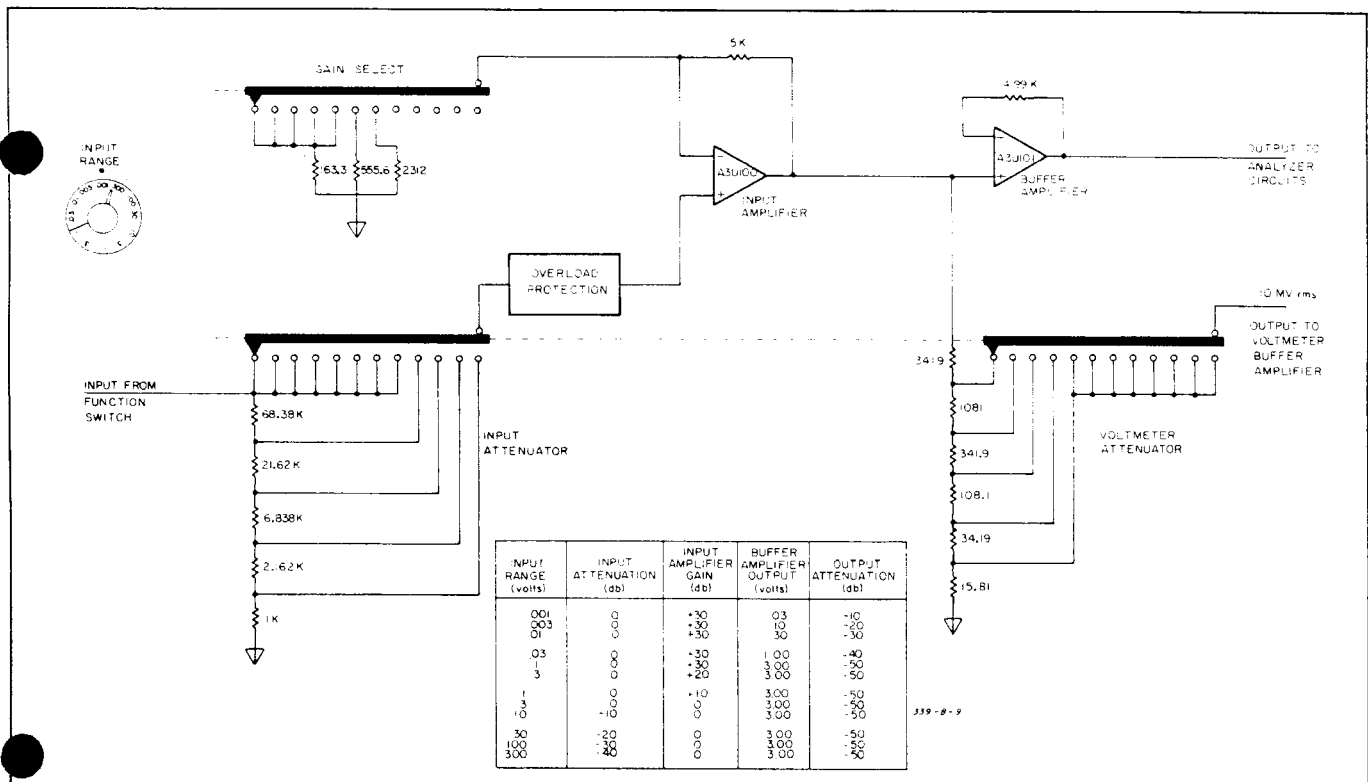 GAIN SELECT
163.3
555.6
2312
5K
A3U100
INPUT
AMPLIFIER
4.99K
A3U101
BUFFER
AMPLIFIER
OUTPUT TO
ANALYZER
CIRCUITS
INPUT
RANGE
OVERLOAD
PROTECTION
INPUT FROM
FUNCTION
SWITCH
68.38K
21.62K
6.838K
2.162K
1K
INPUT
ATTENUATOR
3419
1081
341.9
108.1
34.19
15.81
VOLTMETER
ATTENUATOR
10 MV rms
OUTPUT TO
VOLTMETER
BUFFER
AMPLIFIER
INPUT RANGE (volts) INPUT ATTENUATION (db) INPUT AMPLIFIER GAIN (db) BUFFER AMPLIFIER OUTPUT (volts) OUTPUT ATTENUATION (db)
.001 0 +30 .03 -10
.003 0 +30 .10 -20
.01 0 +30 .30 -30
.03 0 +30 1.00 -40
.1 0 +30 3.00 -50
.3 0 +20 3.00 -50
1 0 +10 3.00 -50
3 0 0 3.00 -50
10 -10 0 3.00 -50
30 -20 0 3.00 -50
100 -30 0 3.00 -50
300 -40 0 3.00 -50
339-B-9